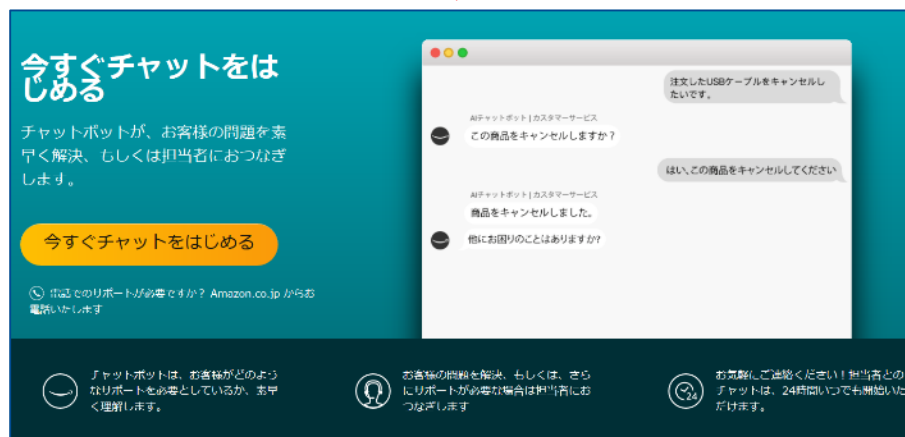 今すぐチャットをは
じめる
チャットボットが、お客様の問題を素
早く解決、もしくは担当者におつなぎ
します。
今すぐチャットをはじめる
電話でのサポートが必要ですか？ Amazon.co.jp からお
電話いたします
注文したUSBケーブルをキャンセルし
たいです。
AIチャットボット | カスタマーサービス
この商品をキャンセルしますか？
はい、この商品をキャンセルしてください
AIチャットボット | カスタマーサービス
商品をキャンセルしました。
他にお困りのことはありますか?
チャットボットは、お客様がどのよう
なサポートを必要としているか、素早
く理解します。
お客様の問題を解決、もしくは、さら
にサポートが必要な場合は担当者にお
つなぎします
24
お気軽にご連絡ください！担当者との
チャットは、24時間いつでも開始いた
だけます。